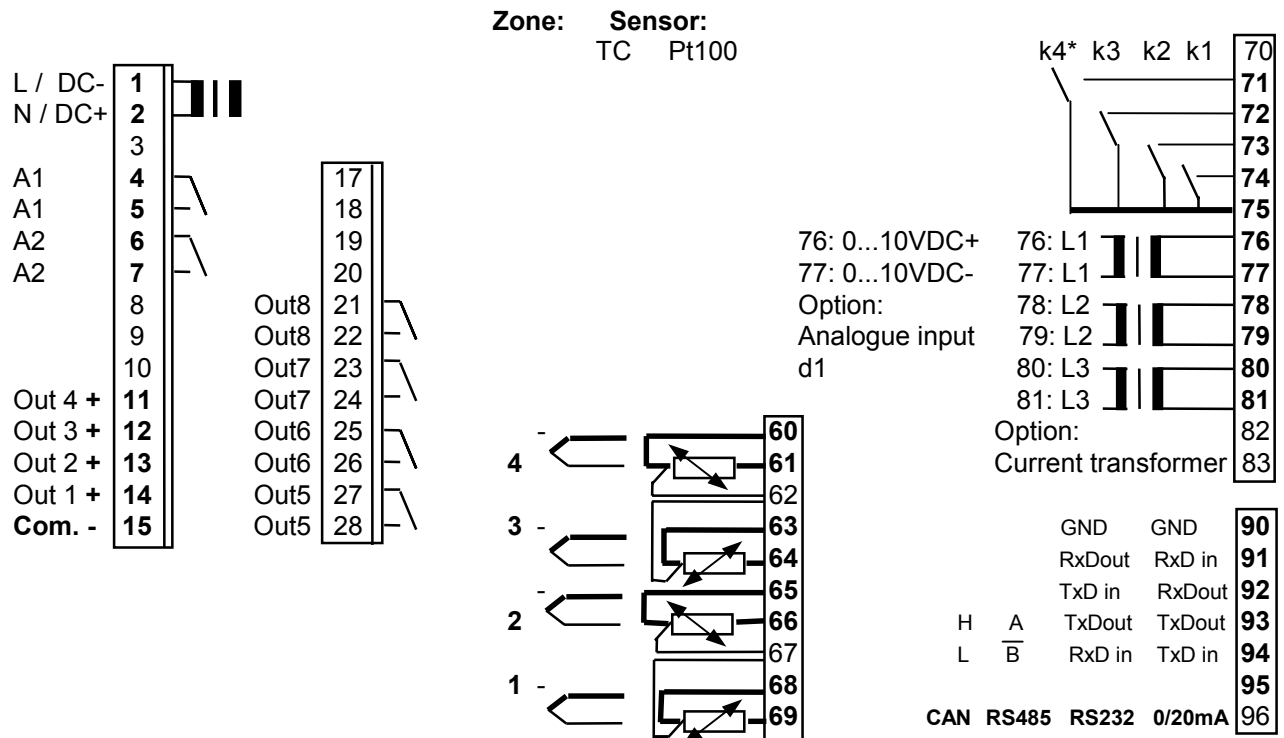 Zone: Sensor:
TC Pt100
L / DC- 1
N / DC+ 2
3
A1 4
A1 5
A2 6
A2 7
8
9
10
Out 4 + 11
Out 3 + 12
Out 2 + 13
Out 1 + 14
Com. - 15
17
18
19
20
Out8 21
Out8 22
Out7 23
Out7 24
Out6 25
Out6 26
Out5 27
Out5 28
4 - 60
61
62
3 - 63
64
2 - 65
66
67
1 - 68
69
k4* k3 k2 k1 70
71
72
73
74
75
76: 0...10VDC+ 76: L1 76
77: 0...10VDC- 77: L1 77
Option: 78: L2 78
Analogue input 79: L2 79
d1 80: L3 80
81: L3 81
Option: 82
Current transformer 83
GND GND 90
RxDout RxD in 91
TxD in RxDout 92
H A TxDout TxDout 93
L B̅ RxD in TxD in 94
95
CAN RS485 RS232 0/20mA 96